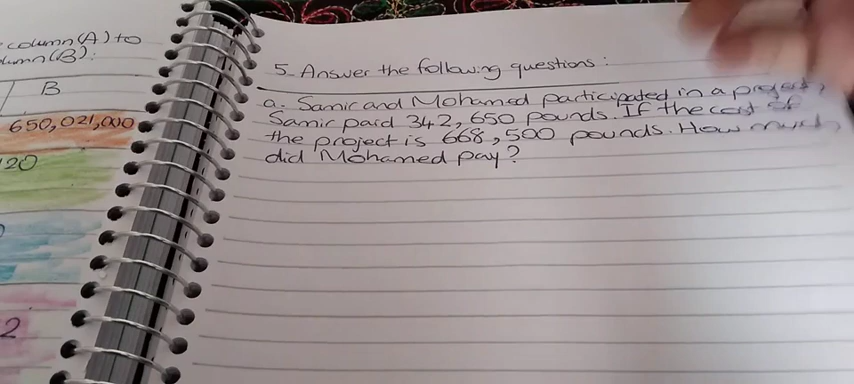 column (A) to
column (B):
B
650,021,000
20
2
5. Answer the following questions:
a. Samir and Mohamed participated in a project,
Samir paid 342,650 pounds. If the cost of
the project is 668,500 pounds. How much
did Mohamed pay?